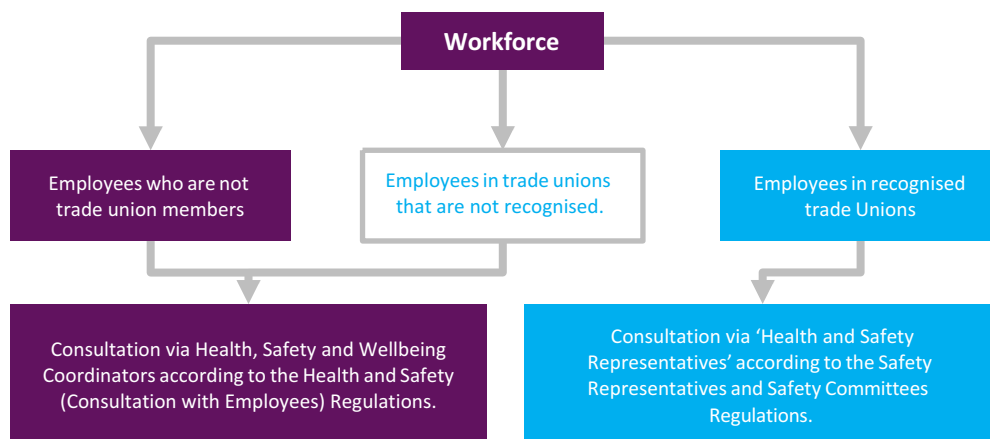 Workforce
Employees who are not
trade union members
Employees in trade unions
that are not recognised.
Employees in recognised
trade Unions
Consultation via Health, Safety and Wellbeing
Coordinators according to the Health and Safety
(Consultation with Employees) Regulations.
Consultation via ‘Health and Safety
Representatives’ according to the Safety
Representatives and Safety Committees
Regulations.